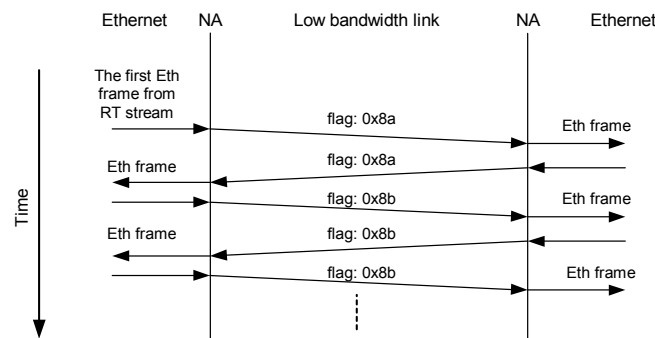 Ethernet NA Low bandwidth link NA Ethernet
The first Eth
frame from
RT stream
flag: 0x8a
Eth frame
flag: 0x8a
Eth frame
flag: 0x8b
Eth frame
flag: 0x8b
Eth frame
flag: 0x8b
Eth frame
Time